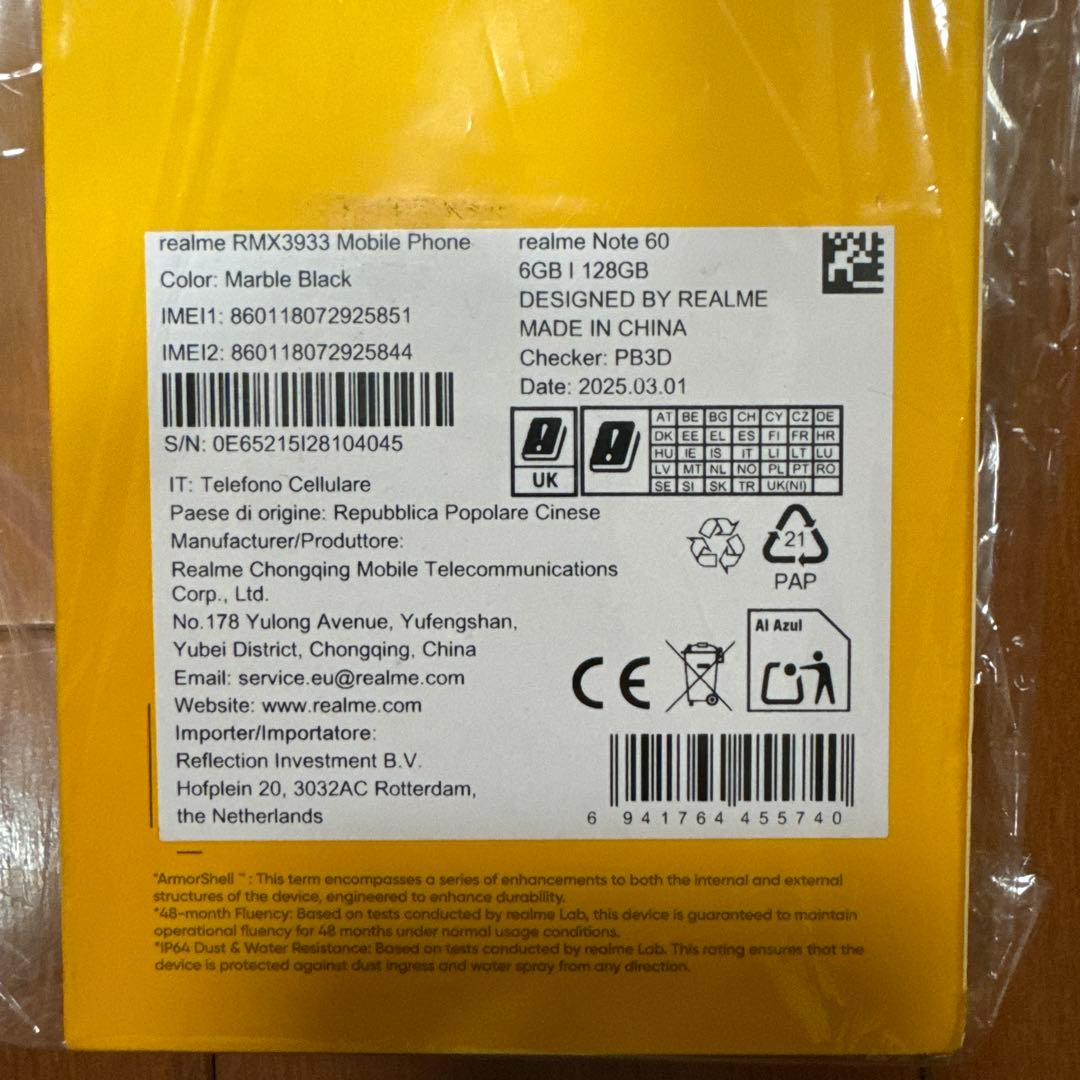 realme RMX3933 Mobile Phone
Color: Marble Black
IMEI1: 860118072925851
IMEI2: 860118072925844
S/N: 0E65215I28104045
realme Note 60
6GB I 128GB
DESIGNED BY REALME
MADE IN CHINA
Checker: PB3D
Date: 2025.03.01
UK
AT BE BG CH CY CZ DE
DK EE EL ES FI FR HR
HU IE IS IT LI LT LU
LV MT NL NO PL PT RO
SE SI SK TR UK(NI)
IT: Telefono Cellulare
Paese di origine: Repubblica Popolare Cinese
Manufacturer/Produttore:
Realme Chongqing Mobile Telecommunications
Corp., Ltd.
No.178 Yulong Avenue, Yufengshan,
Yubei District, Chongqing, China
Email: service.eu@realme.com
Website: www.realme.com
Importer/Importatore:
Reflection Investment B.V.
Hofplein 20, 3032AC Rotterdam,
the Netherlands
21
PAP
Al Azul
CE
6 941764 455740
*ArmorShell™: This term encompasses a series of enhancements to both the internal and external
structures of the device, engineered to enhance durability.
*48-month Fluency: Based on tests conducted by realme Lab, this device is guaranteed to maintain
operational fluency for 48 months under normal usage conditions.
*IP64 Dust & Water Resistance: Based on tests conducted by realme Lab. This rating ensures that the
device is protected against dust ingress and water spray from any direction.